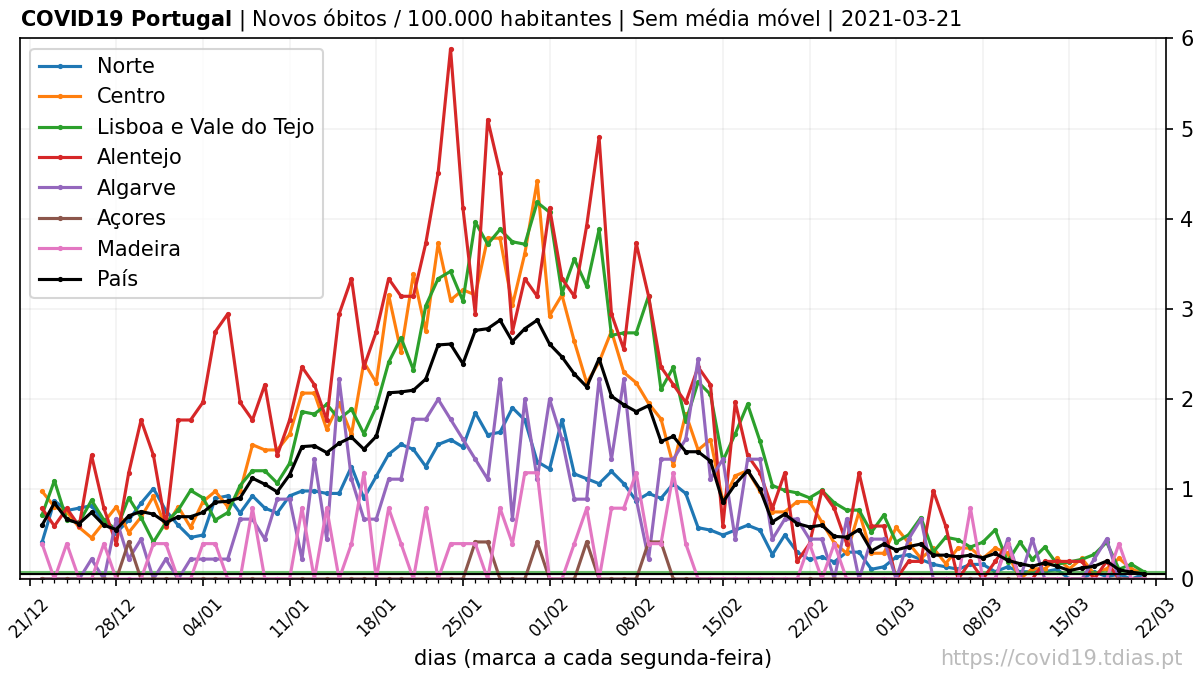 COVID19 Portugal | Novos óbitos / 100.000 habitantes | Sem média móvel | 2021-03-21
Norte
Centro
Lisboa e Vale do Tejo
Alentejo
Algarve
Açores
Madeira
País
6
5
4
3
2
1
0
21/12 28/12 04/01 11/01 18/01 25/01 01/02 08/02 15/02 22/02 01/03 08/03 15/03 22/03
dias (marca a cada segunda-feira)
https://covid19.tdias.pt